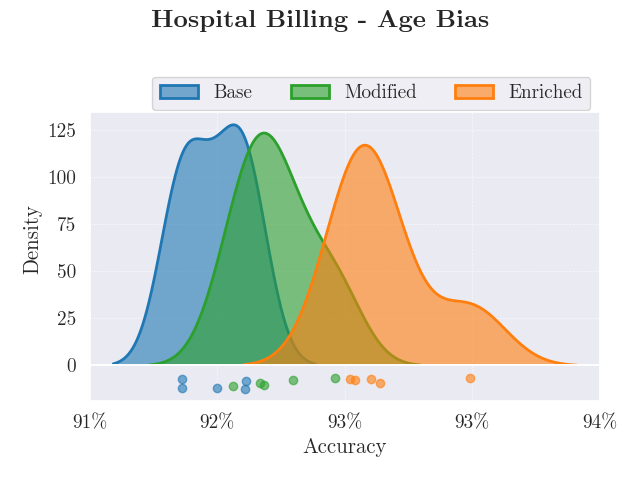 Hospital Billing - Age Bias
Base Modified Enriched
125
100
75
50
25
0
Density
91% 92% 93% 93% 94%
Accuracy